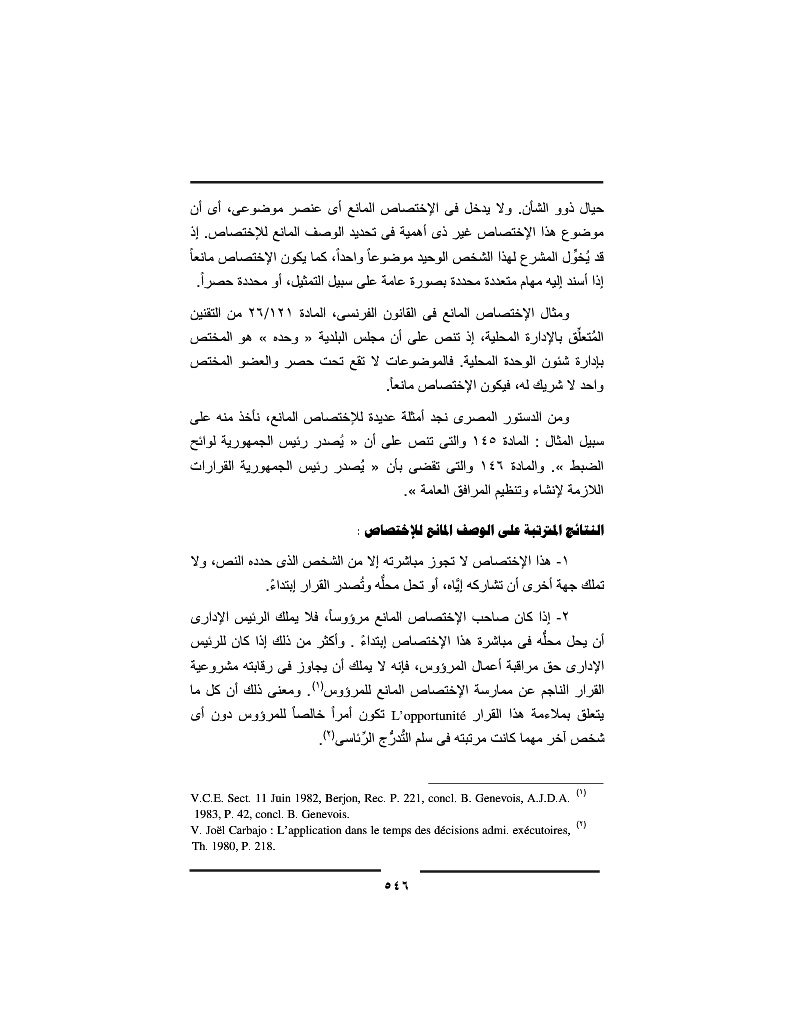 حيال ذوو الشأن. ولا يدخل فى الإختصاص المانع أى عنصر موضوعى، أى أن
موضوع هذا الإختصاص غير ذى أهمية فى تحديد الوصف المانع للإختصاص. إذ
قد يُخوِّل المشرع لهذا الشخص الوحيد موضوعاً واحداً، كما يكون الإختصاص مانعاً
إذا أسند إليه مهام متعددة محددة بصورة عامة على سبيل التمثيل، أو محددة حصراً.
ومثال الإختصاص المانع فى القانون الفرنسى، المادة ٢٦/١٢١ من التقنين
المُتعلِّق بالإدارة المحلية، إذ تنص على أن مجلس البلدية « وحده » هو المختص
بإدارة شئون الوحدة المحلية. فالموضوعات لا تقع تحت حصر والعضو المختص
واحد لا شريك له، فيكون الإختصاص مانعاً.
ومن الدستور المصرى نجد أمثلة عديدة للإختصاص المانع، نأخذ منه على
سبيل المثال : المادة ١٤٥ والتى تنص على أن « يُصدر رئيس الجمهورية لوائح
الضبط ». والمادة ١٤٦ والتى تقضى بأن « يُصدر رئيس الجمهورية القرارات
اللازمة لإنشاء وتنظيم المرافق العامة ».
النتائج المترتبة على الوصف المانع للإختصاص :
١- هذا الإختصاص لا تجوز مباشرته إلا من الشخص الذى حدده النص، ولا
تملك جهة أخرى أن تشاركه إيَّاه، أو تحل محلُّه وتُصدر القرار إبتداءً.
٢- إذا كان صاحب الإختصاص المانع مرؤوساً، فلا يملك الرئيس الإدارى
أن يحل محلُّه فى مباشرة هذا الإختصاص إبتداءً . وأكثر من ذلك إذا كان للرئيس
الإدارى حق مراقبة أعمال المرؤوس، فإنه لا يملك أن يجاوز فى رقابته مشروعية
القرار الناجم عن ممارسة الإختصاص المانع للمرؤوس(١). ومعنى ذلك أن كل ما
يتعلق بملاءمة هذا القرار L'opportunité تكون أمراً خالصاً للمرؤوس دون أى
شخص آخر مهما كانت مرتبته فى سلم التُدرُّج الرِّئاسى(٢).
(١) V.C.E. Sect. 11 Juin 1982, Berjon, Rec. P. 221, concl. B. Genevois, A.J.D.A.
1983, P. 42, concl. B. Genevois.
(٢) V. Joël Carbajo : L'application dans le temps des décisions admi. exécutoires,
Th. 1980, P. 218.
٥٤٦